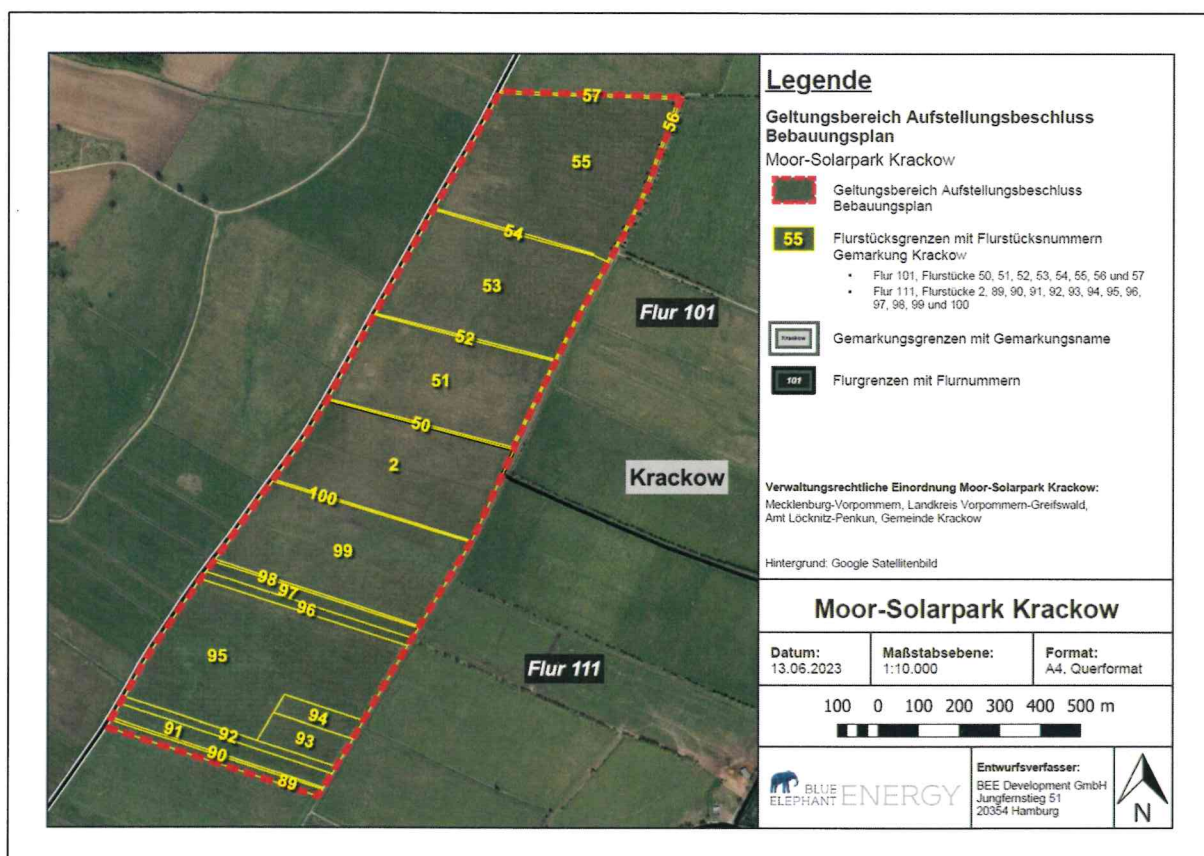 57
56
55
54
53
Flur 101
52
51
50
2
Krackow
100
99
98
97
96
95
Flur 111
94
93
92
91
90
89
Legende
Geltungsbereich Aufstellungsbeschluss
Bebauungsplan
Moor-Solarpark Krackow
Geltungsbereich Aufstellungsbeschluss
Bebauungsplan
55
Flurstücksgrenzen mit Flurstücksnummern
Gemarkung Krackow
• Flur 101, Flurstücke 50, 51, 52, 53, 54, 55, 56 und 57
• Flur 111, Flurstücke 2, 89, 90, 91, 92, 93, 94, 95, 96,
97, 98, 99 und 100
Krackow
Gemarkungsgrenzen mit Gemarkungsname
101
Flurgrenzen mit Flurnummern
Verwaltungsrechtliche Einordnung Moor-Solarpark Krackow:
Mecklenburg-Vorpommern, Landkreis Vorpommern-Greifswald,
Amt Löcknitz-Penkun, Gemeinde Krackow
Hintergrund: Google Satellitenbild
Moor-Solarpark Krackow
Datum:
13.06.2023
Maßstabsebene:
1:10.000
Format:
A4, Querformat
100 0 100 200 300 400 500 m
BLUE
ELEPHANT ENERGY
Entwurfsverfasser:
BEE Development GmbH
Jungfernstieg 51
20354 Hamburg
N